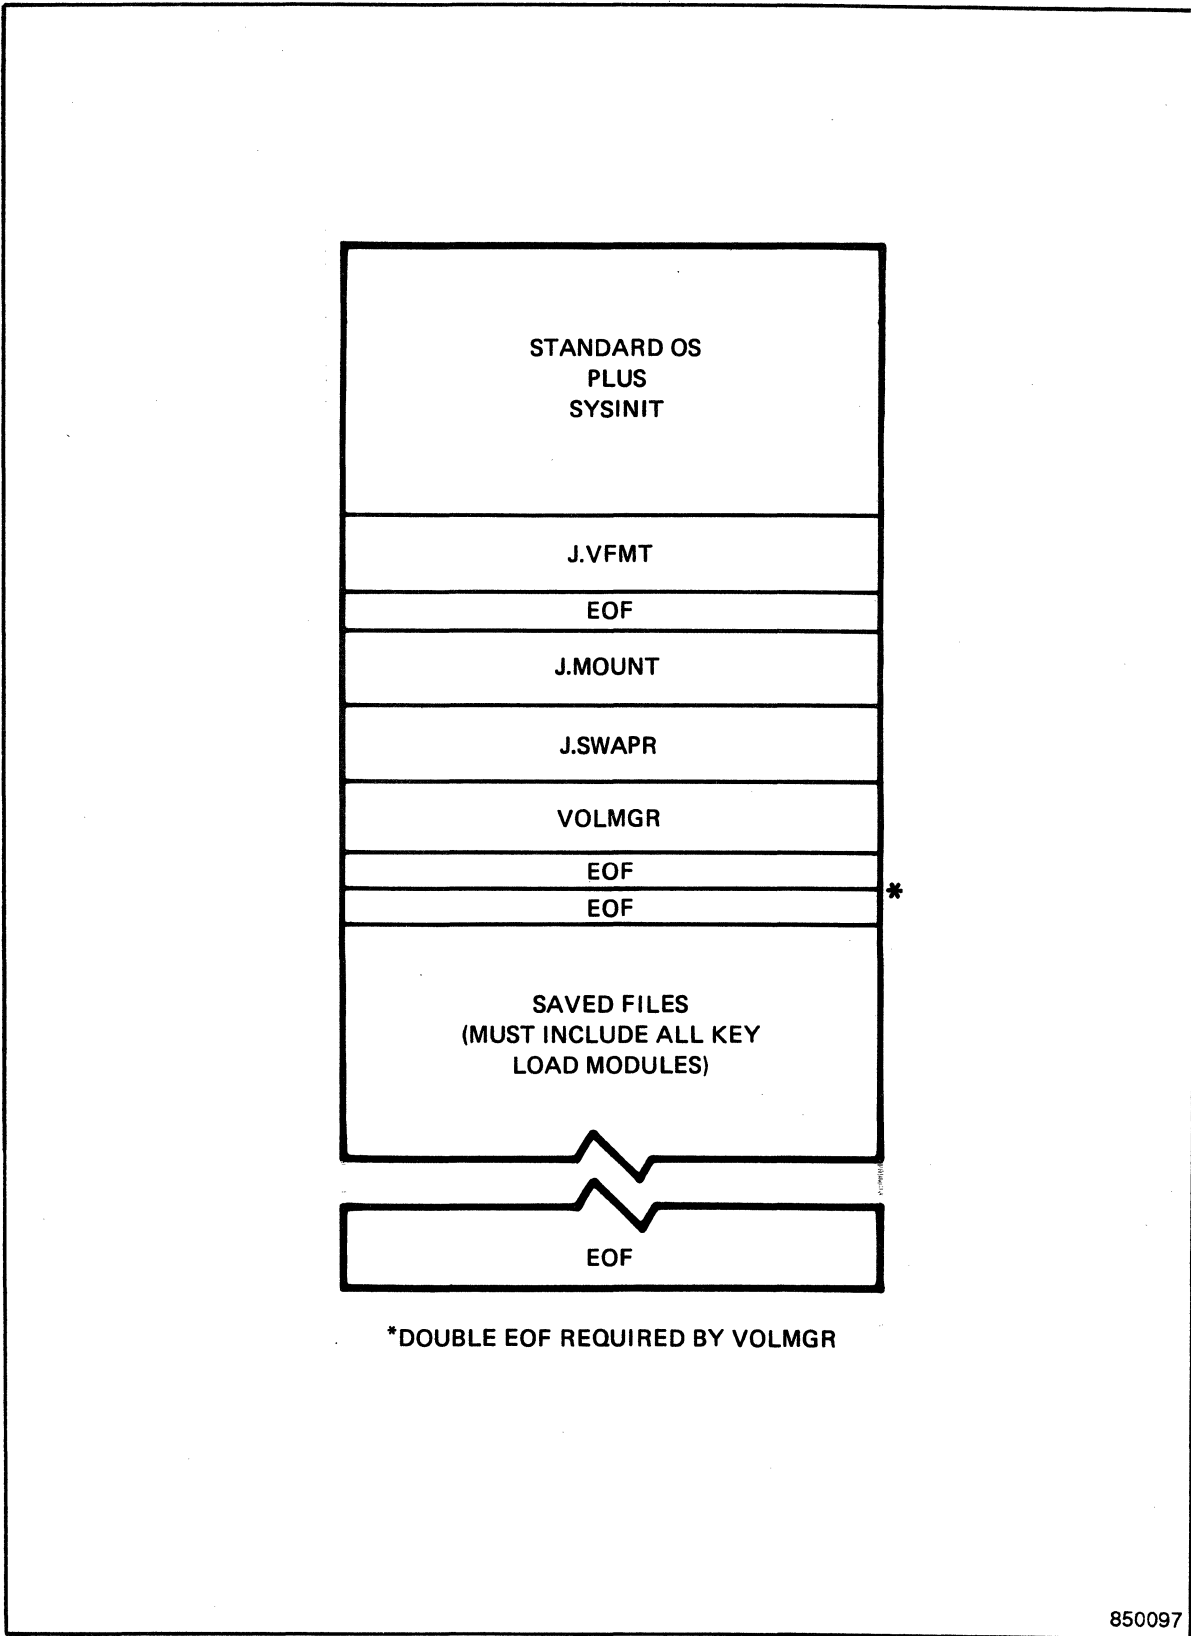 STANDARD OS
PLUS
SYSINIT
J.VFMT
EOF
J.MOUNT
J.SWAPR
VOLMGR
EOF
*
EOF
SAVED FILES
(MUST INCLUDE ALL KEY
LOAD MODULES)
EOF
*DOUBLE EOF REQUIRED BY VOLMGR
850097